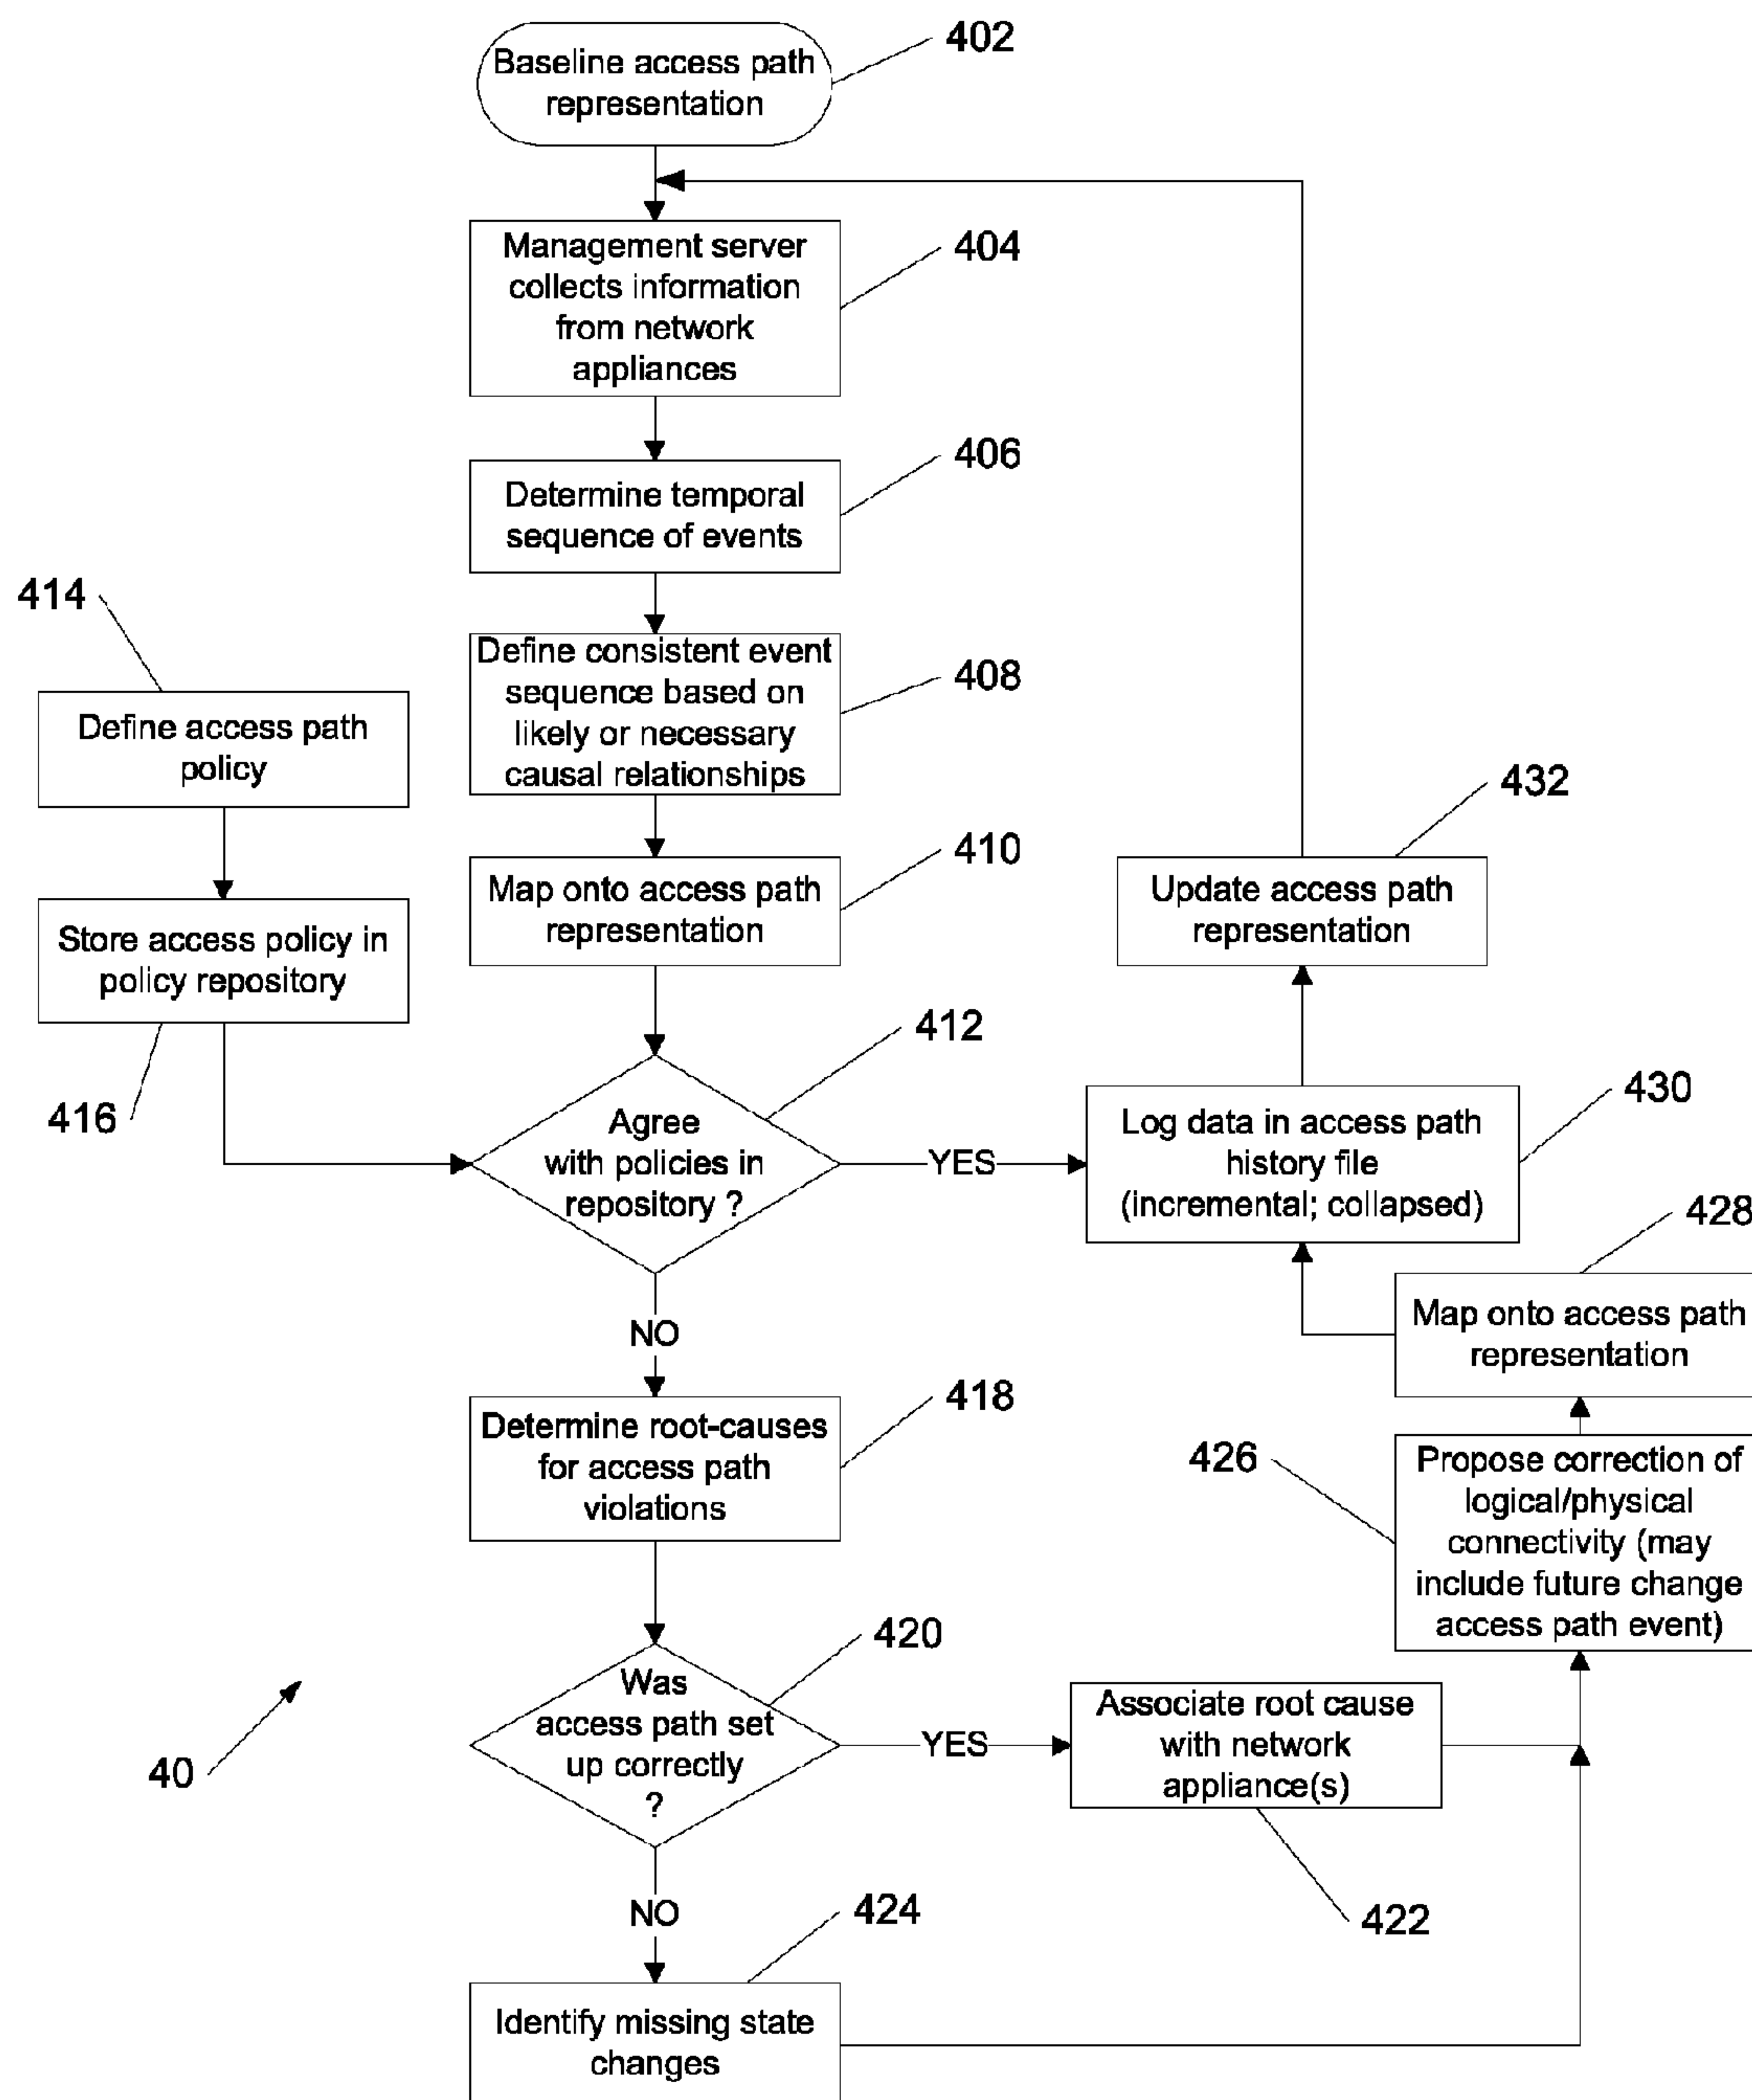 Baseline access path
representation
402
Management server
collects information
from network
appliances
404
Determine temporal
sequence of events
406
Define consistent event
sequence based on
likely or necessary
causal relationships
408
414
Define access path
policy
Store access policy in
policy repository
416
Map onto access path
representation
410
Agree
with policies in
repository ?
412
YES
NO
432
Update access path
representation
430
Log data in access path
history file
(incremental; collapsed)
428
Map onto access path
representation
426
Propose correction of
logical/physical
connectivity (may
include future change
access path event)
Determine root-causes
for access path
violations
418
Was
access path set
up correctly
?
420
YES
NO
Associate root cause
with network
appliance(s)
422
40
Identify missing state
changes
424